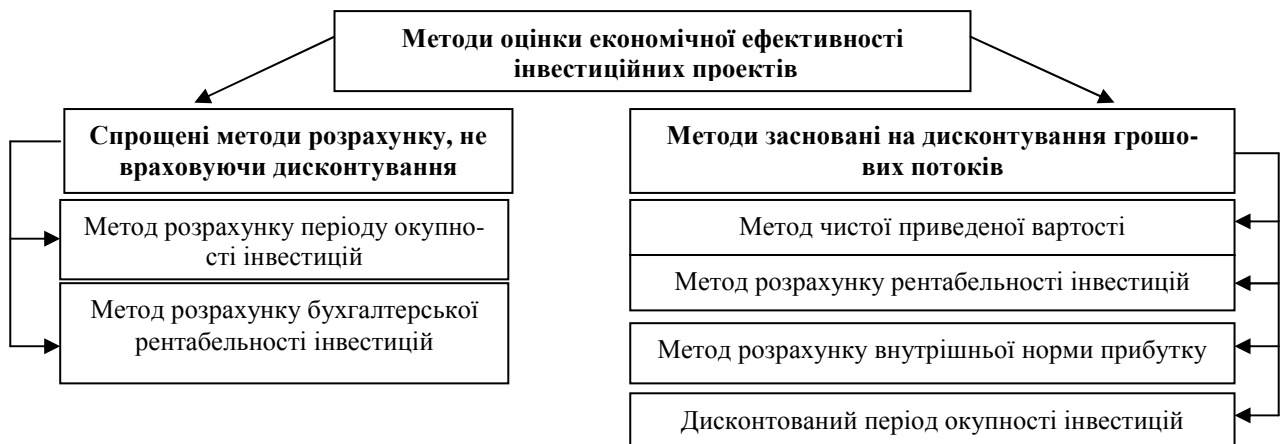 Методи оцінки економічної ефективності
інвестиційних проектів
Спрощені методи розрахунку, не
враховуючи дисконтування
Метод розрахунку періоду окупно-
сті інвестицій
Метод розрахунку бухгалтерської
рентабельності інвестицій
Методи засновані на дисконтування грошо-
вих потоків
Метод чистої приведеної вартості
Метод розрахунку рентабельності інвестицій
Метод розрахунку внутрішньої норми прибутку
Дисконтований період окупності інвестицій